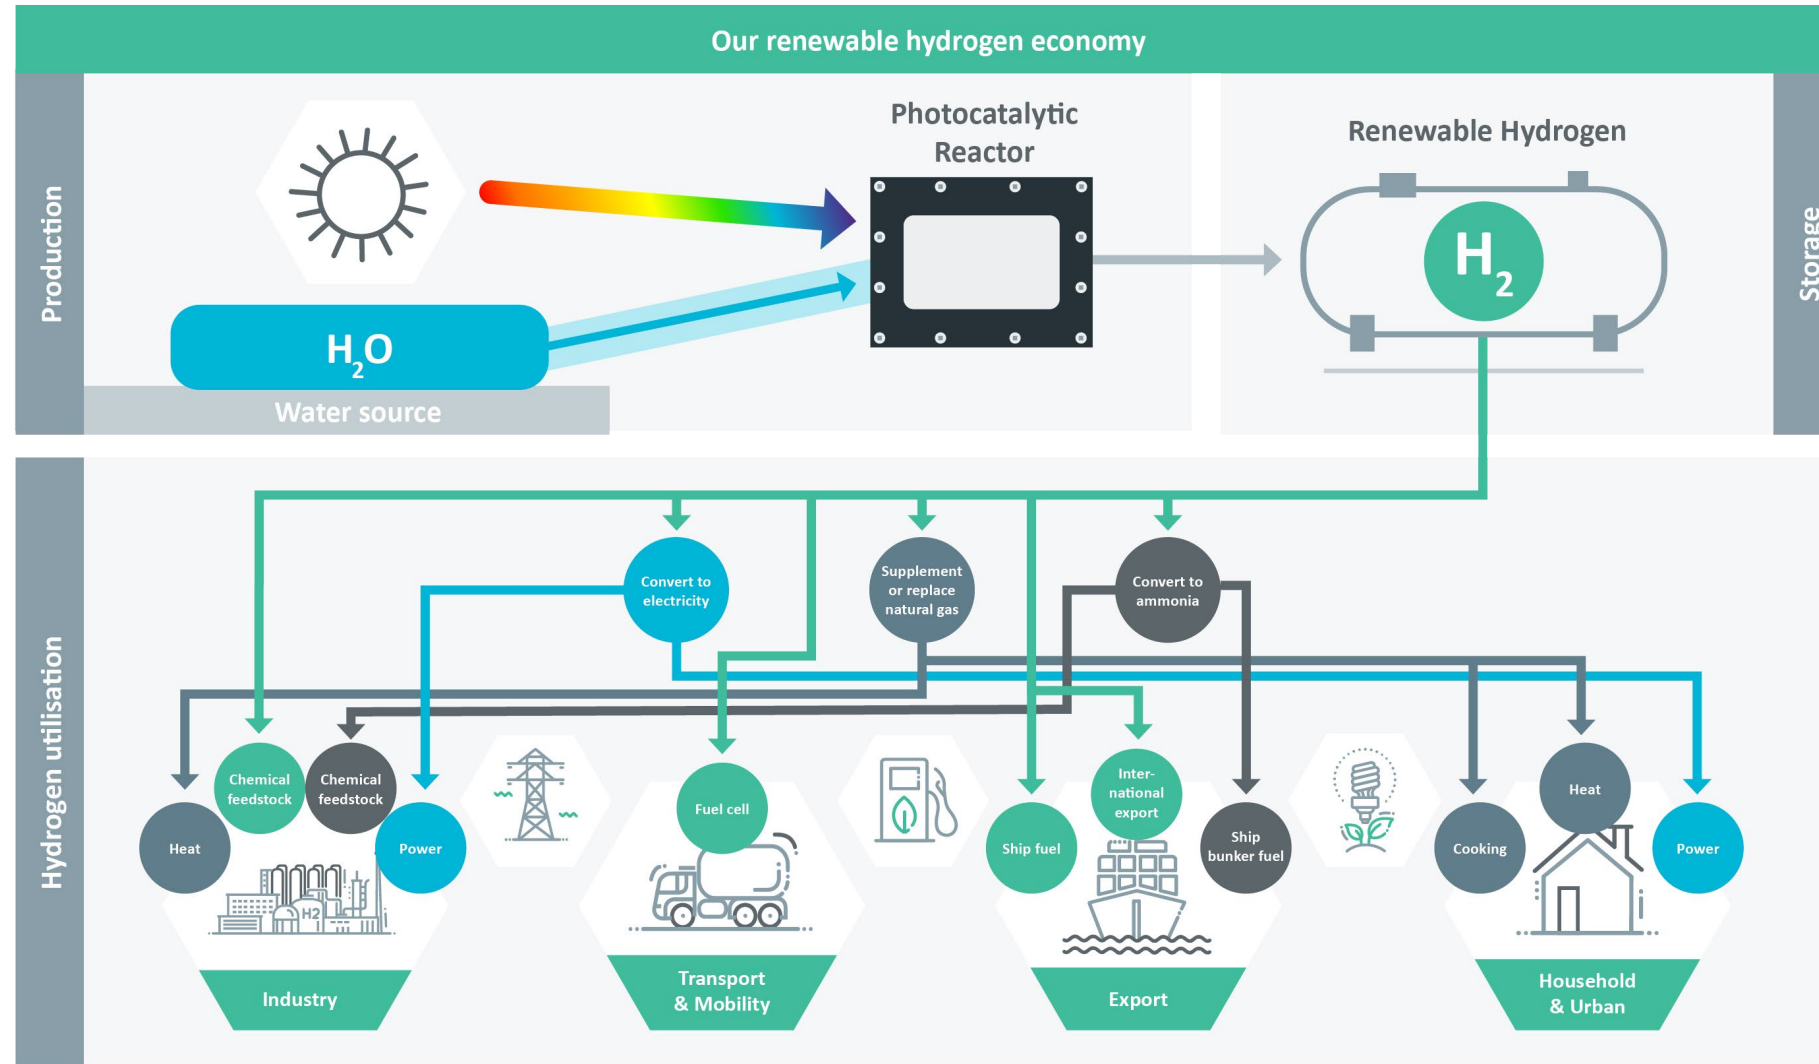 Our renewable hydrogen economy
Production
Photocatalytic
Reactor
Renewable Hydrogen
H2
H2O
Water source
Storage
Hydrogen utilisation
Convert to
electricity
Supplement
or replace
natural gas
Convert to
ammonia
Heat
Chemical
feedstock
Chemical
feedstock
Power
Fuel cell
Ship fuel
Inter-
national
export
Ship
bunker fuel
Cooking
Heat
Power
H2
Industry
Transport
& Mobility
Export
Household
& Urban